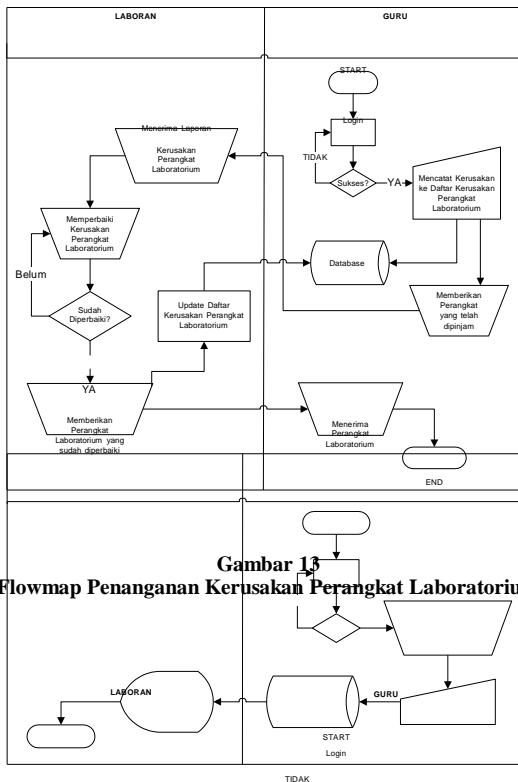 LABORAN
GURU
START
Login
TIDAK
Sukses?
YA
Mencatat Kerusakan
ke Daftar Kerusakan
Perangkat
Laboratorium
Menerima Laporan
Kerusakan
Perangkat
Laboratorium
Memperbaiki
Kerusakan
Perangkat
Laboratorium
Belum
Database
Sudah
Diperbaiki?
Update Daftar
Kerusakan Perangkat
Laboratorium
Memberikan
Perangkat
yang telah
dipinjam
YA
Memberikan
Perangkat
Laboratorium yang
sudah diperbaiki
Menerima
Perangkat
Laboratorium
END
Gambar 13
Flowmap Penanganan Kerusakan Perangkat Laboratoriu
LABORAN
GURU
START
Login
TIDAK